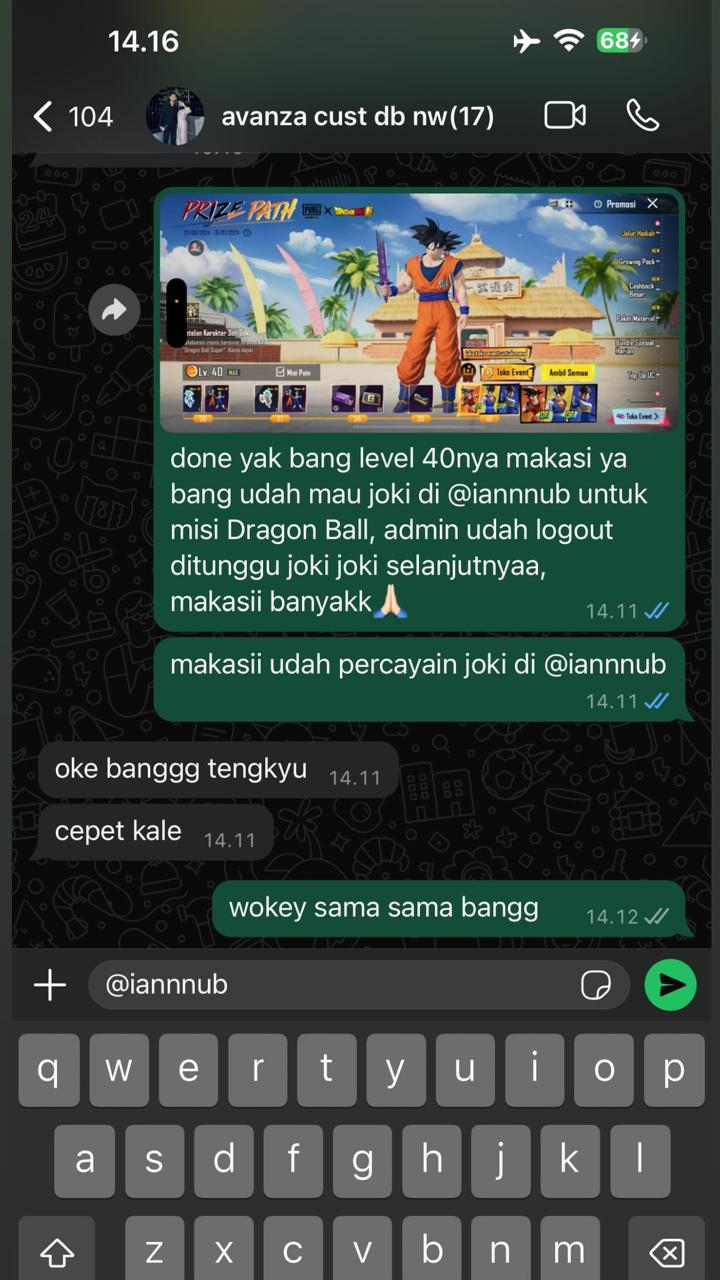 14.16
68
104
avanza cust db nw(17)
PRIZE PATH
PUBG
DRAGONBALL
Promosi
Jalur Hadiah
NEW
Growing Pack
NEW
Cashback
Besar
Paket Material
Bundle Spesial
Harian
Top-Up UC
Lv. 40
MAX
Misi Poin
Toko Event
Ambil Semua
Toko Event
done yak bang level 40nya makasi ya
bang udah mau joki di @iannnub untuk
misi Dragon Ball, admin udah logout
ditunggu joki joki selanjutnyaa,
makasii banyakk🙏🏻
14.11
makasii udah percayain joki di @iannnub
14.11
oke banggg tengkyu
14.11
cepet kale
14.11
wokey sama sama bangg
14.12
@iannnub
q w e r t y u i o p
a s d f g h j k l
z x c v b n m